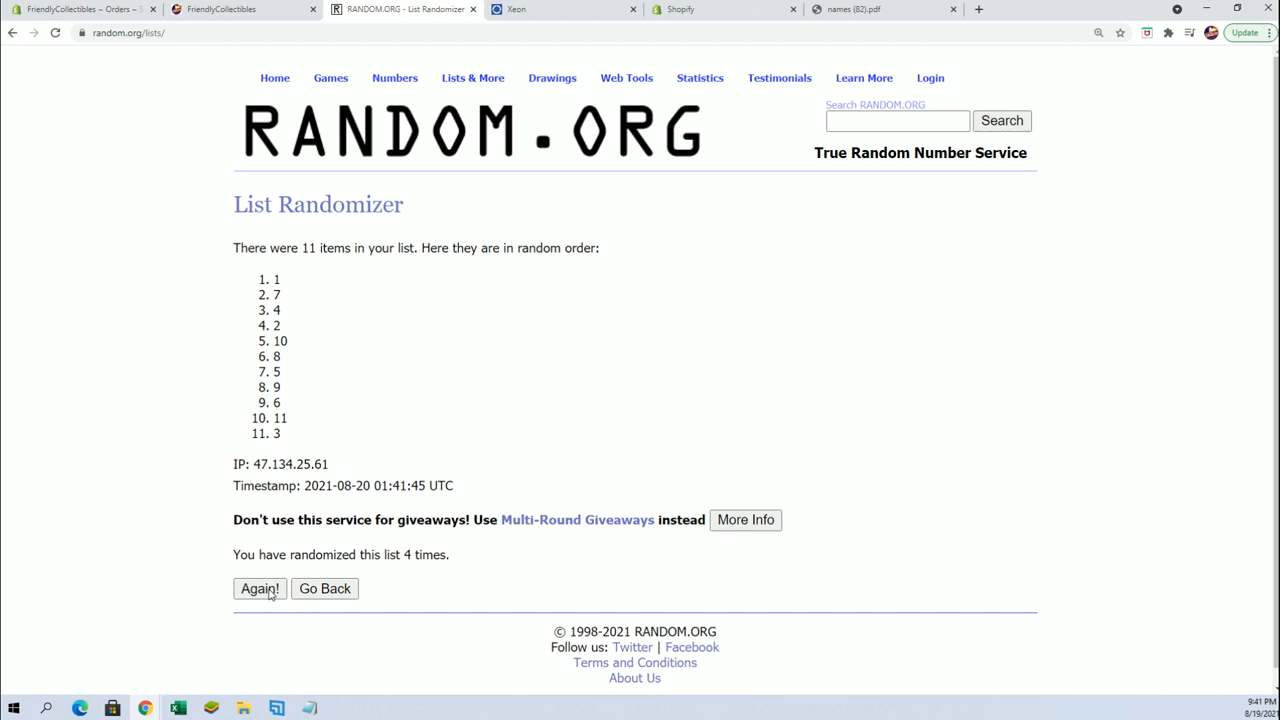 FriendlyCollectibles – Orders – S
FriendlyCollectibles
RANDOM.ORG - List Randomizer
Xeon
Shopify
names (82).pdf
random.org/lists/
Update
Home Games Numbers Lists & More Drawings Web Tools Statistics Testimonials Learn More Login
RANDOM.ORG
Search RANDOM.ORG
Search
True Random Number Service
List Randomizer
There were 11 items in your list. Here they are in random order:
1. 1
2. 7
3. 4
4. 2
5. 10
6. 8
7. 5
8. 9
9. 6
10. 11
11. 3
IP: 47.134.25.61
Timestamp: 2021-08-20 01:41:45 UTC
Don't use this service for giveaways! Use Multi-Round Giveaways instead More Info
You have randomized this list 4 times.
Again! Go Back
© 1998-2021 RANDOM.ORG
Follow us: Twitter | Facebook
Terms and Conditions
About Us
9:41 PM
8/19/2021